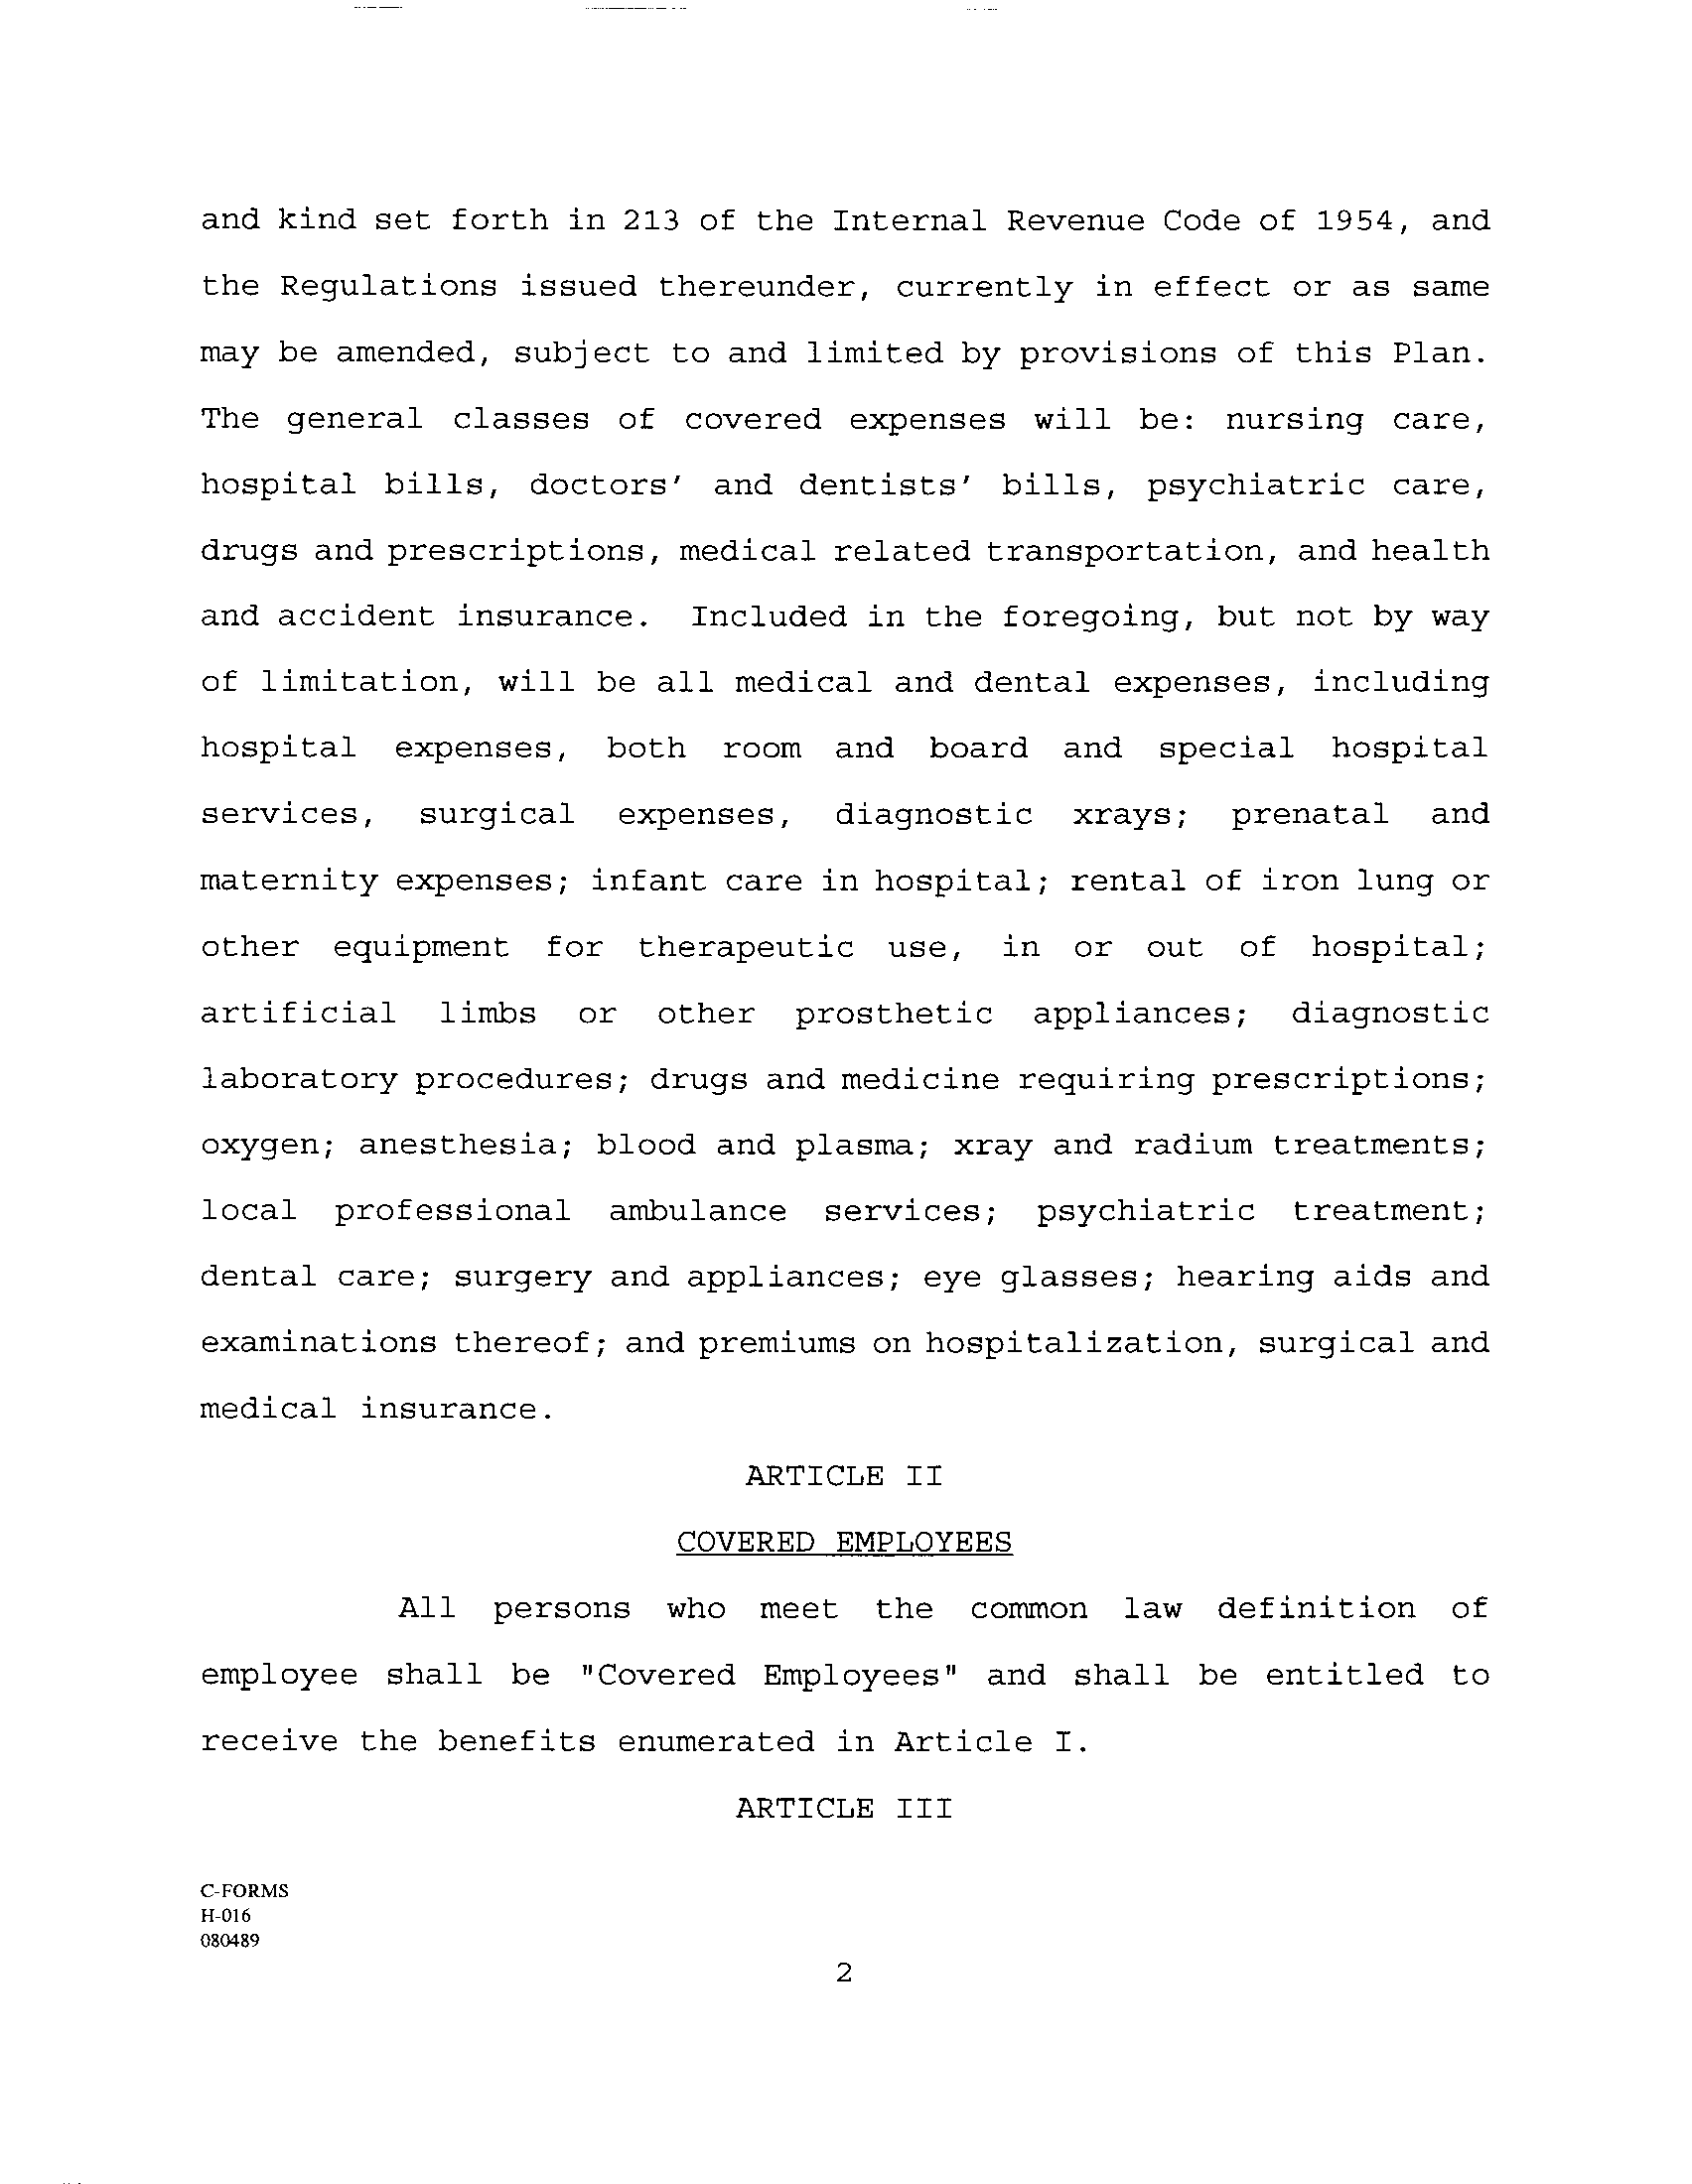 and kind set forth in 213 of the Internal Revenue Code of 1954, and
the Regulations issued thereunder, currently in effect or as same
may be amended, subject to and limited by provisions of this Plan.
The general classes of covered expenses will be: nursing care,
hospital bills, doctors' and dentists' bills, psychiatric care,
drugs and prescriptions, medical related transportation, and health
and accident insurance. Included in the foregoing, but not by way
of limitation, will be all medical and dental expenses, including
hospital expenses, both room and board and special hospital
services, surgical expenses, diagnostic xrays; prenatal and
maternity expenses; infant care in hospital; rental of iron lung or
other equipment for therapeutic use, in or out of hospital;
artificial limbs or other prosthetic appliances; diagnostic
laboratory procedures; drugs and medicine requiring prescriptions;
oxygen; anesthesia; blood and plasma; xray and radium treatments;
local professional ambulance services; psychiatric treatment;
dental care; surgery and appliances; eye glasses; hearing aids and
examinations thereof; and premiums on hospitalization, surgical and
medical insurance.
ARTICLE II
COVERED EMPLOYEES
All persons who meet the common law definition of
employee shall be "Covered Employees" and shall be entitled to
receive the benefits enumerated in Article I.
ARTICLE III
C-FORMS
H-016
080489
2